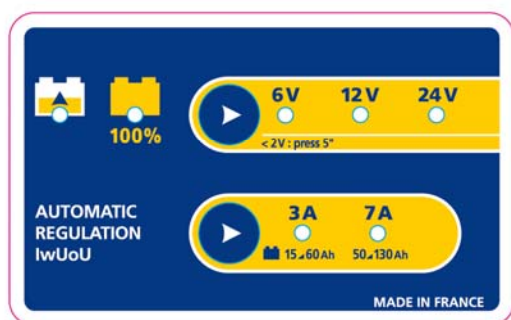 6V 12V 24V
100%
< 2V : press 5"
AUTOMATIC
REGULATION
IwUoU
3A 7A
15◢60Ah 50◢130Ah
MADE IN FRANCE